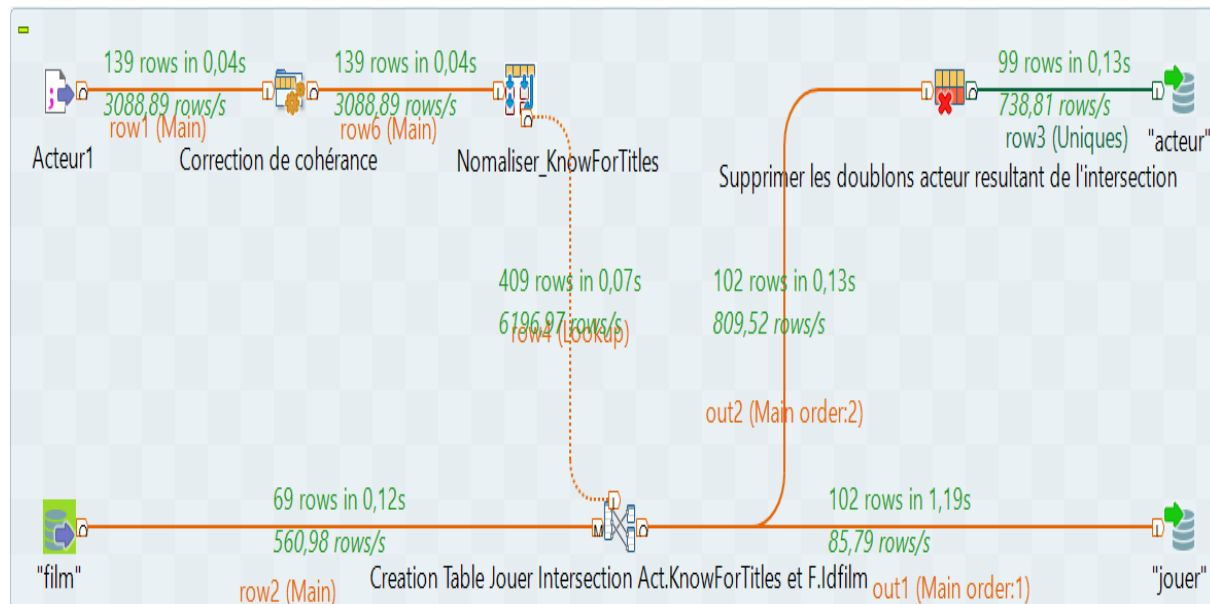 139 rows in 0,04s
3088,89 rows/s
row1 (Main)
139 rows in 0,04s
3088,89 rows/s
row6 (Main)
99 rows in 0,13s
738,81 rows/s
row3 (Uniques)
Acteur1
Correction de cohérance
Nomaliser_KnowForTitles
"acteur"
Supprimer les doublons acteur resultant de l'intersection
409 rows in 0,07s
6196,97 rows/s
row4 (Lookup)
102 rows in 0,13s
809,52 rows/s
out2 (Main order:2)
69 rows in 0,12s
560,98 rows/s
row2 (Main)
102 rows in 1,19s
85,79 rows/s
out1 (Main order:1)
"film"
Creation Table Jouer Intersection Act.KnowForTitles et F.Idfilm
"jouer"